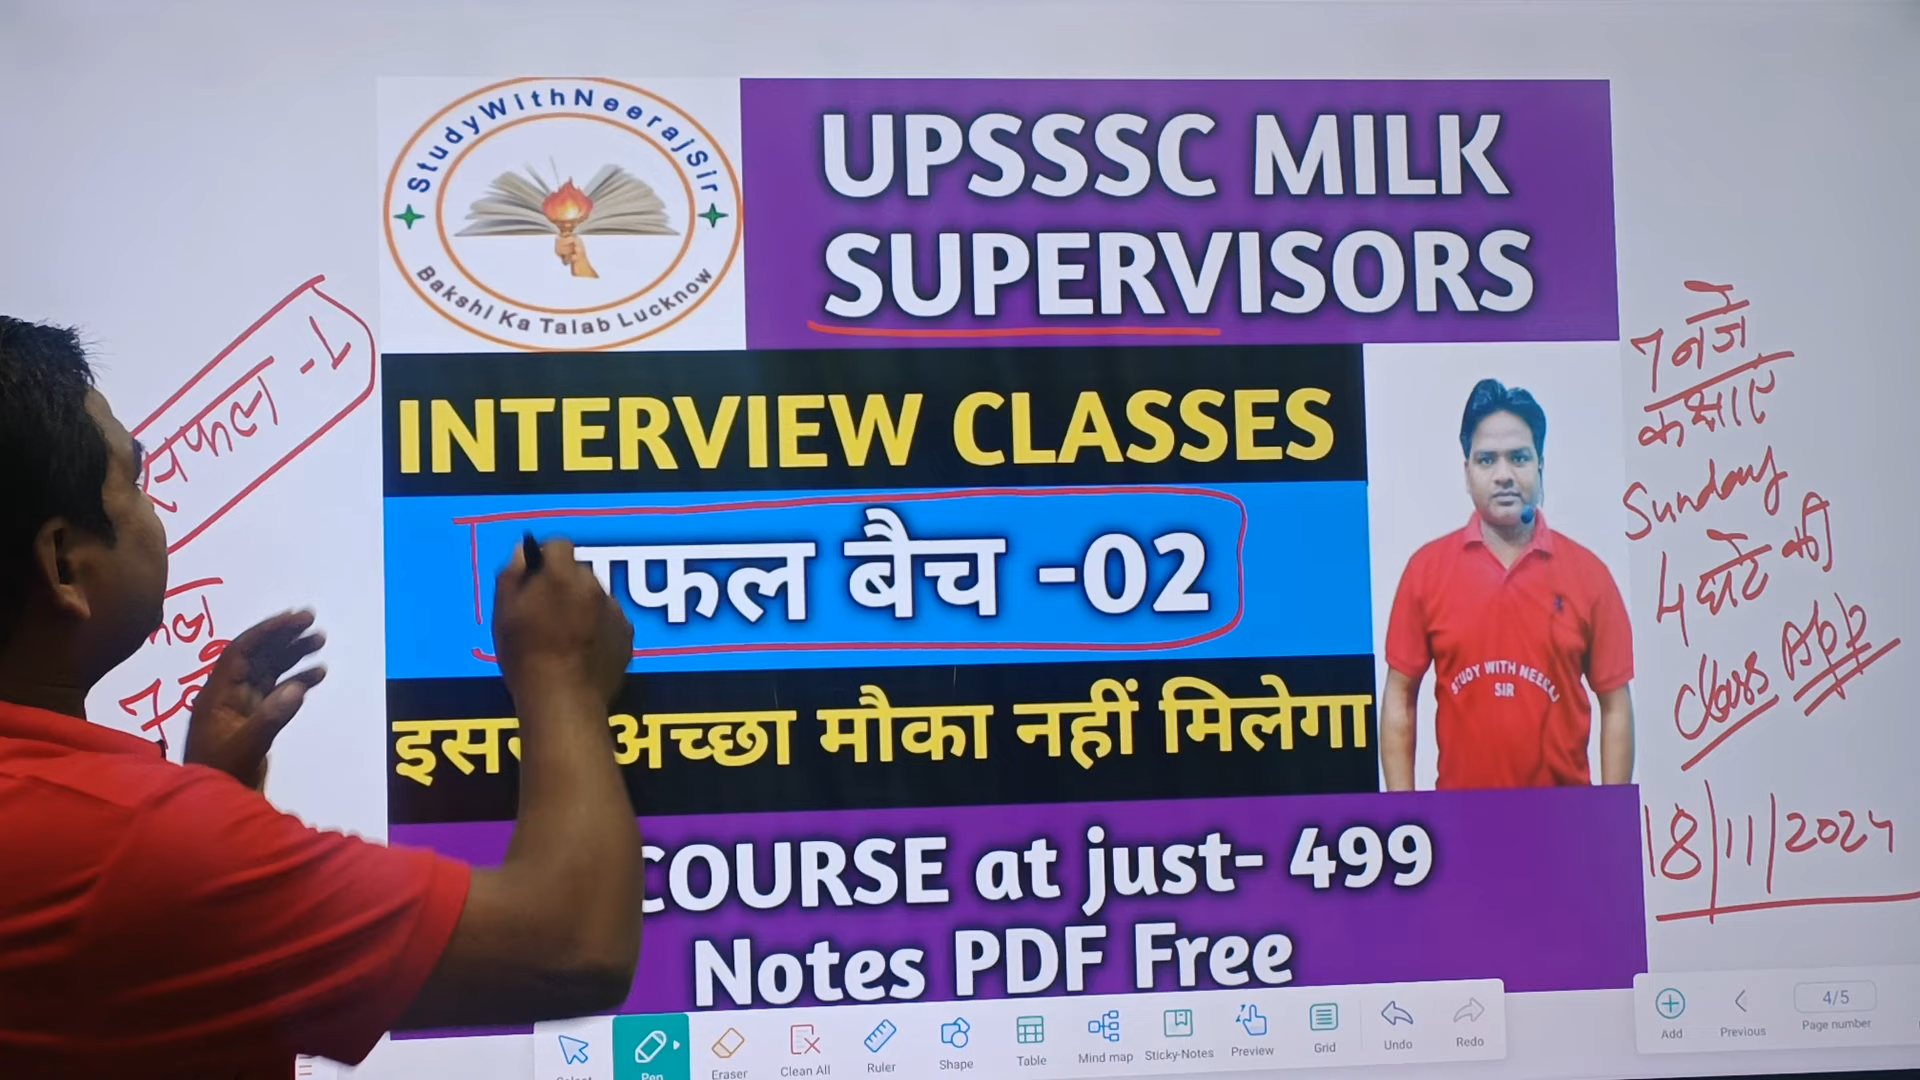 StudyWithNeerajSir
Bakshi Ka Talab Lucknow
UPSSSC MILK
SUPERVISORS
INTERVIEW CLASSES
फल बैच -02
अच्छा मौका नहीं मिलेगा
COURSE at just- 499
Notes PDF Free
STUDY WITH NEERAJ
SIR
सफल -1
7 बजे
कक्षाए
Sunday
4 घंटे की
Class App
18/11/2024
Pen
Eraser
Clean All
Ruler
Shape
Table
Mind map
Sticky-Notes
Preview
Grid
Undo
Redo
Add
Previous
4/5
Page number